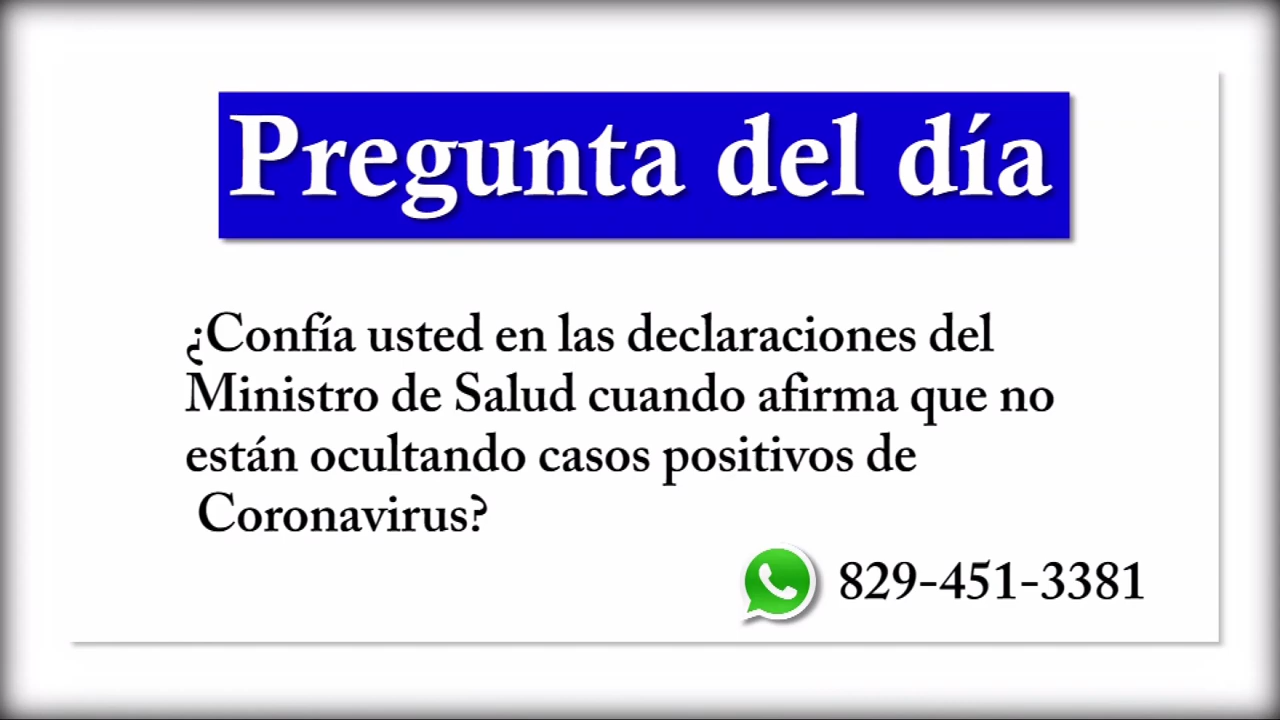 Pregunta del día
¿Confía usted en las declaraciones del
Ministro de Salud cuando afirma que no
están ocultando casos positivos de
Coronavirus?
829-451-3381